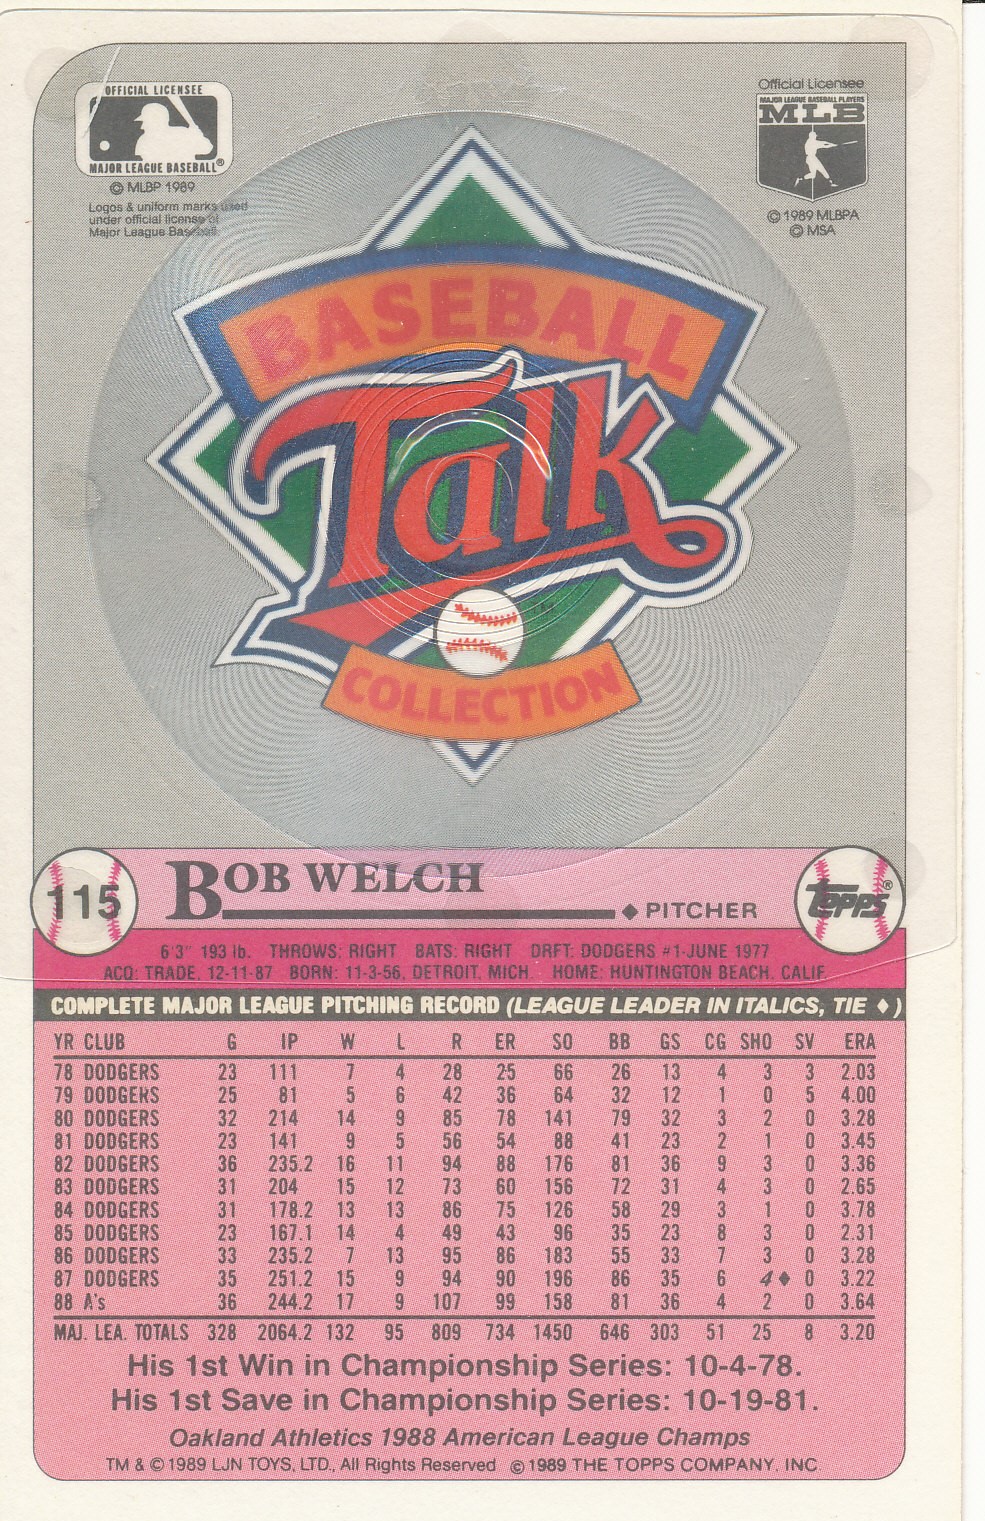 OFFICIAL LICENSEE
MAJOR LEAGUE BASEBALL®
© MLBP 1989
Logos & uniform marks used
under official license of
Major League Baseball.
Official Licensee
MAJOR LEAGUE BASEBALL PLAYERS
MLB
© 1989 MLBPA
© MSA
BASEBALL
Talk
TM
COLLECTION
115
BOB WELCH
♦ PITCHER
TOPPS®
6'3" 193 lb. THROWS: RIGHT BATS: RIGHT DRFT: DODGERS #1-JUNE 1977
ACQ: TRADE, 12-11-87 BORN: 11-3-56, DETROIT, MICH. HOME: HUNTINGTON BEACH, CALIF.
COMPLETE MAJOR LEAGUE PITCHING RECORD (LEAGUE LEADER IN ITALICS, TIE ♦)
YR CLUB G IP W L R ER SO BB GS CG SHO SV ERA
78 DODGERS 23 111 7 4 28 25 66 26 13 4 3 3 2.03
79 DODGERS 25 81 5 6 42 36 64 32 12 1 0 5 4.00
80 DODGERS 32 214 14 9 85 78 141 79 32 3 2 0 3.28
81 DODGERS 23 141 9 5 56 54 88 41 23 2 1 0 3.45
82 DODGERS 36 235.2 16 11 94 88 176 81 36 9 3 0 3.36
83 DODGERS 31 204 15 12 73 60 156 72 31 4 3 0 2.65
84 DODGERS 31 178.2 13 13 86 75 126 58 29 3 1 0 3.78
85 DODGERS 23 167.1 14 4 49 43 96 35 23 8 3 0 2.31
86 DODGERS 33 235.2 7 13 95 86 183 55 33 7 3 0 3.28
87 DODGERS 35 251.2 15 9 94 90 196 86 35 6 4♦ 0 3.22
88 A's 36 244.2 17 9 107 99 158 81 36 4 2 0 3.64
MAJ. LEA. TOTALS 328 2064.2 132 95 809 734 1450 646 303 51 25 8 3.20
His 1st Win in Championship Series: 10-4-78.
His 1st Save in Championship Series: 10-19-81.
Oakland Athletics 1988 American League Champs
TM & © 1989 LJN TOYS, LTD., All Rights Reserved © 1989 THE TOPPS COMPANY, INC.